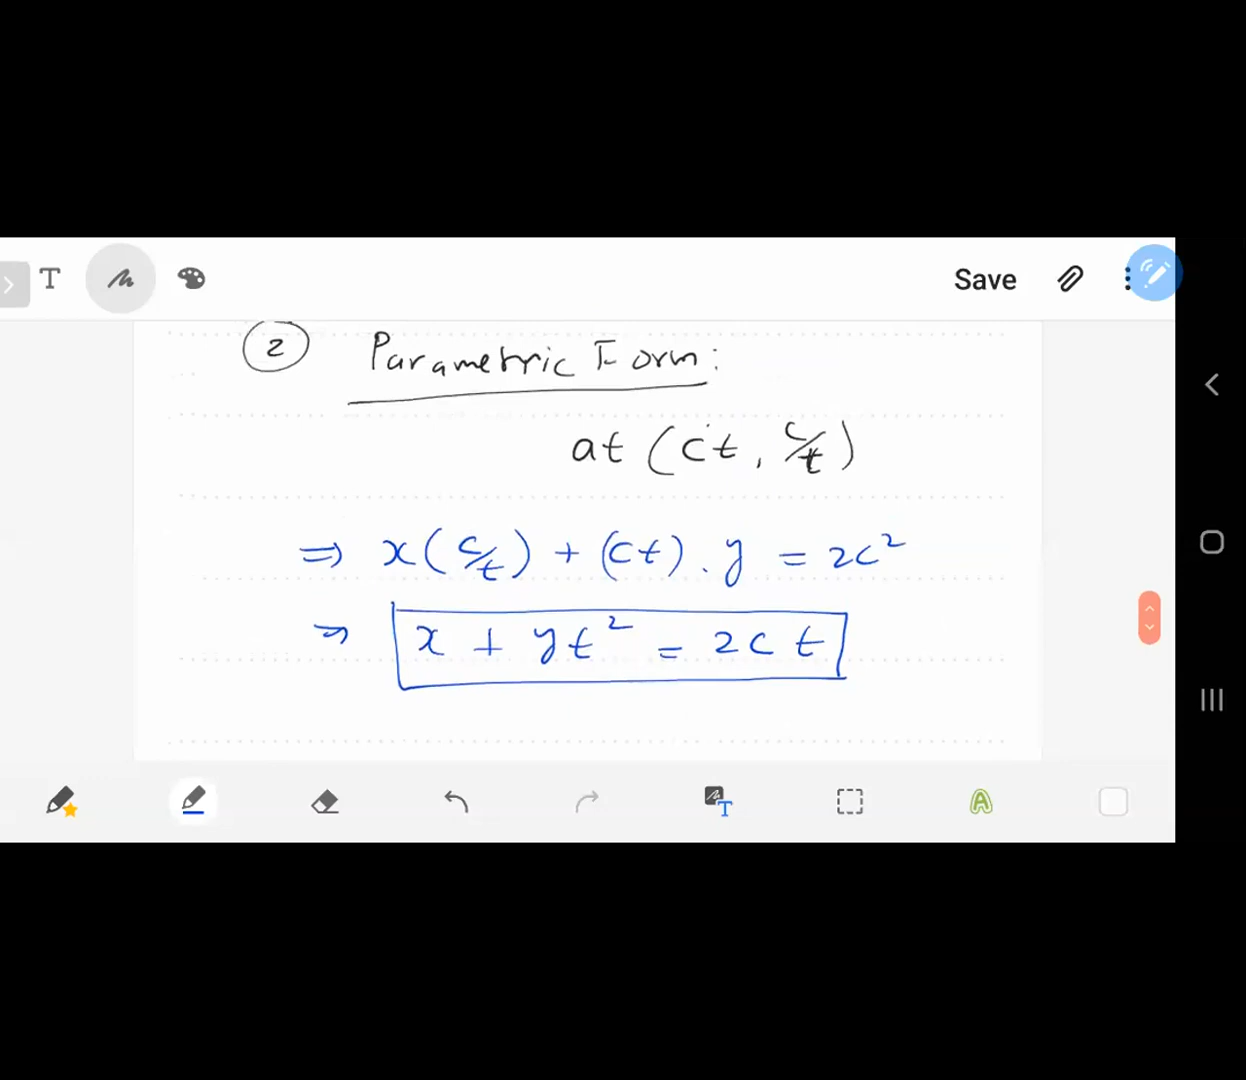 T Save
2 Parametric Form:
at (ct, c/t)
⇒ x(c/t) + (ct).y = 2c²
⇒ x + yt² = 2ct
T A